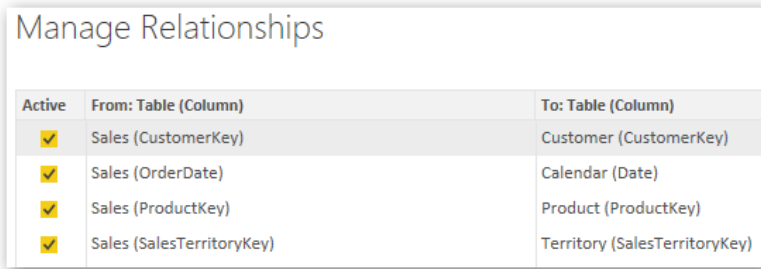 Manage Relationships
Active From: Table (Column) To: Table (Column)
Sales (CustomerKey) Customer (CustomerKey)
Sales (OrderDate) Calendar (Date)
Sales (ProductKey) Product (ProductKey)
Sales (SalesTerritoryKey) Territory (SalesTerritoryKey)